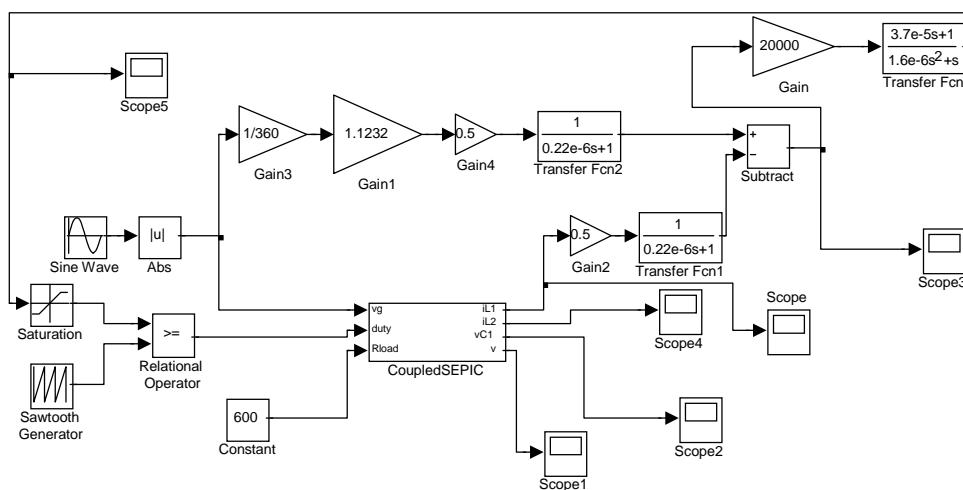 20000
Gain
3.7e-5s+1
1.6e-6s2+s
Transfer Fcn
Scope5
1/360
Gain3
1.1232
Gain1
0.5
Gain4
1
0.22e-6s+1
Transfer Fcn2
+
−
Subtract
Sine Wave
|u|
Abs
0.5
Gain2
1
0.22e-6s+1
Transfer Fcn1
Scope3
Saturation
>=
Relational
Operator
Sawtooth
Generator
vg
duty
Rload
iL1
iL2
vC1
v
CoupledSEPIC
Scope4
Scope
600
Constant
Scope1
Scope2